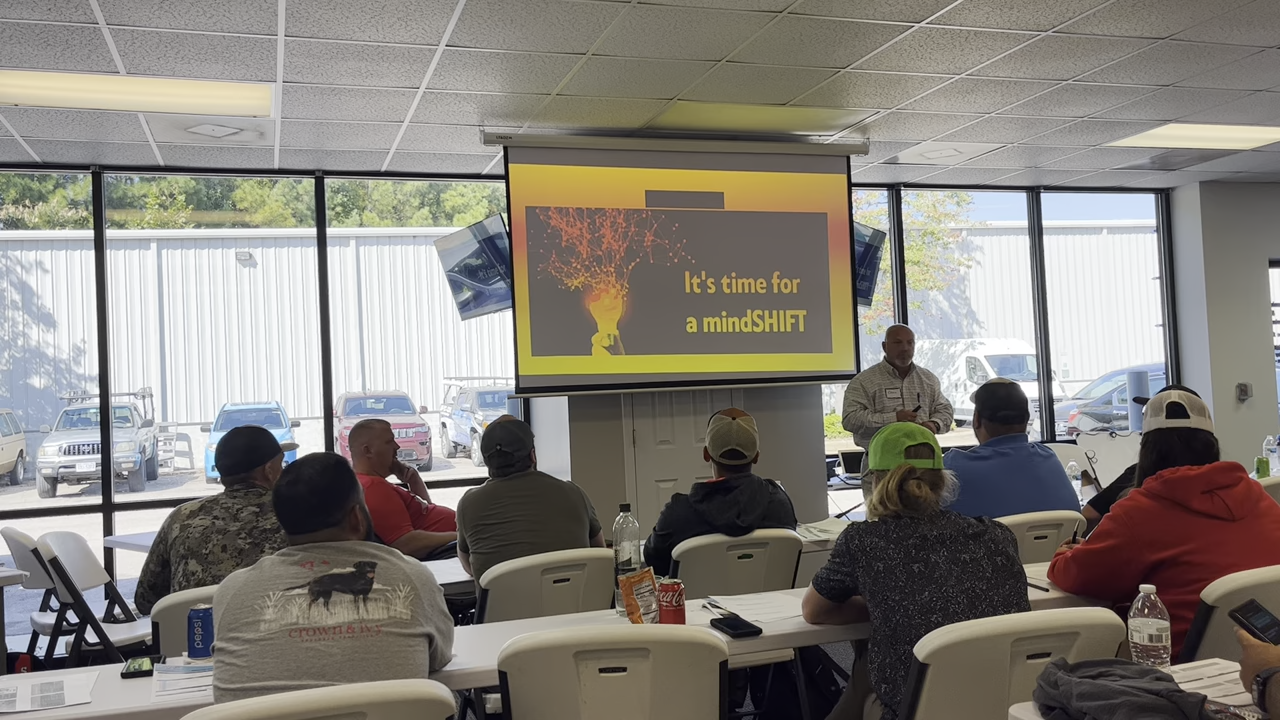 It's time for
a mindSHIFT
crown & ivy
Coca-Cola
pepsi